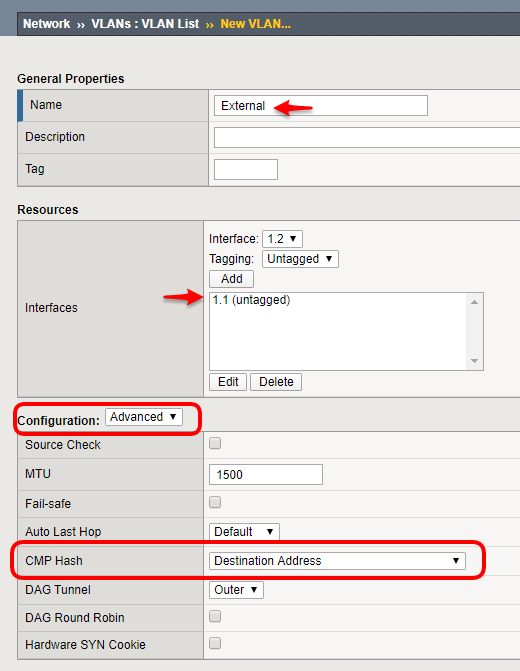 Network ›› VLANs : VLAN List ›› New VLAN...
General Properties
Name External
Description
Tag
Resources
Interfaces
Interface: 1.2
Tagging: Untagged
Add
1.1 (untagged)
Edit Delete
Configuration: Advanced
Source Check
MTU 1500
Fail-safe
Auto Last Hop Default
CMP Hash Destination Address
DAG Tunnel Outer
DAG Round Robin
Hardware SYN Cookie